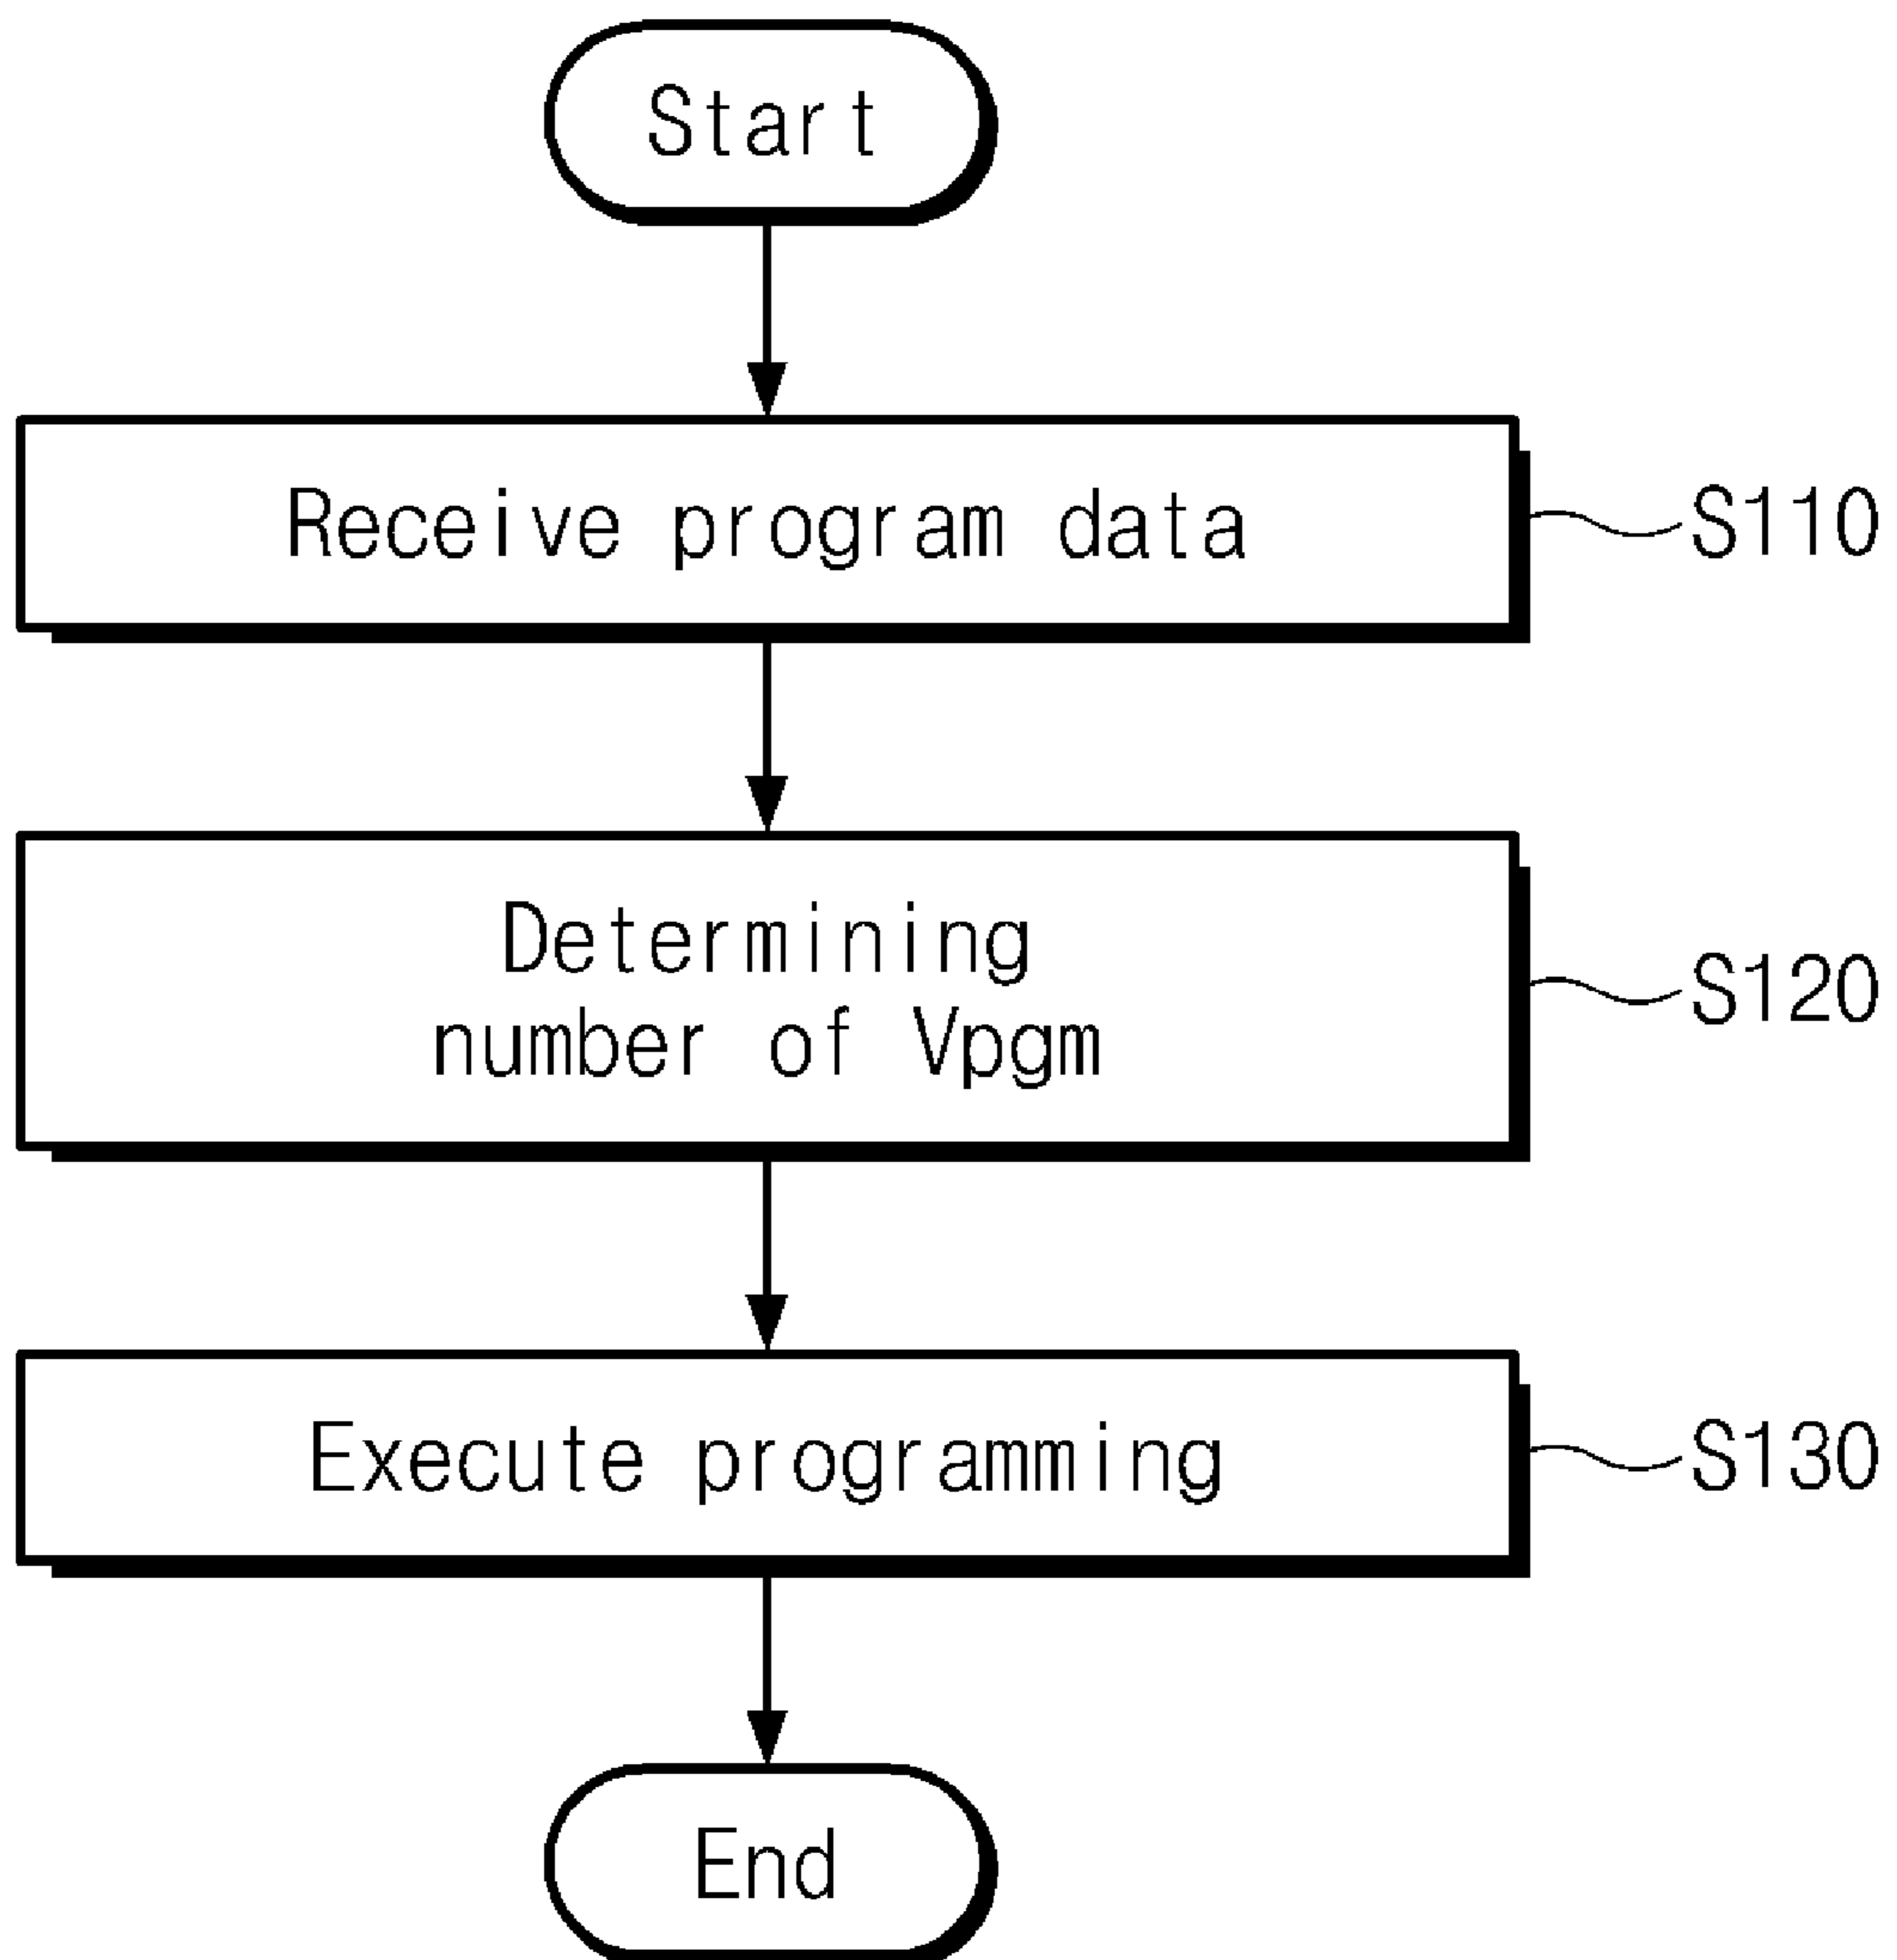 Start
Receive program data
S110
Determining
number of Vpgm
S120
Execute programming
S130
End